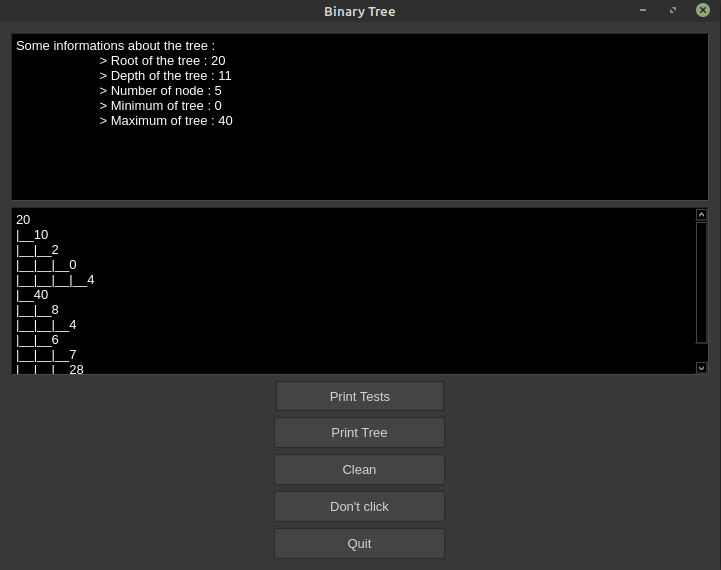 Binary Tree
Some informations about the tree :
> Root of the tree : 20
> Depth of the tree : 11
> Number of node : 5
> Minimum of tree : 0
> Maximum of tree : 40
20
|__10
|__|__2
|__|__|__0
|__|__|__|__4
|__40
|__|__8
|__|__|__4
|__|__6
|__|__|__7
|__|__|__28
Print Tests
Print Tree
Clean
Don't click
Quit